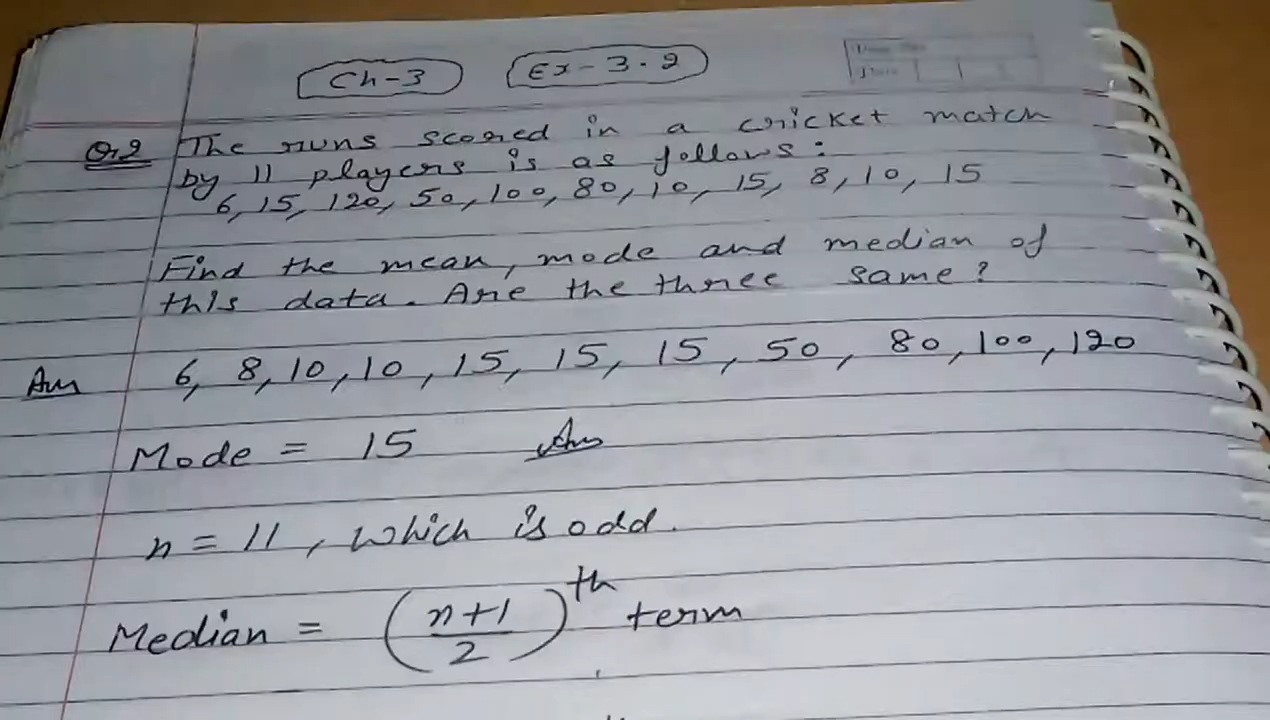 Ch-3 Ex-3.2
Q.2 The runs scored in a cricket match
by 11 players is as follows:
6, 15, 120, 50, 100, 80, 10, 15, 8, 10, 15
Find the mean, mode and median of
this data. Are the three same?
Ans 6, 8, 10, 10, 15, 15, 15, 50, 80, 100, 120
Mode = 15 Ans
n = 11, which is odd.
Median = (n+1/2)th term